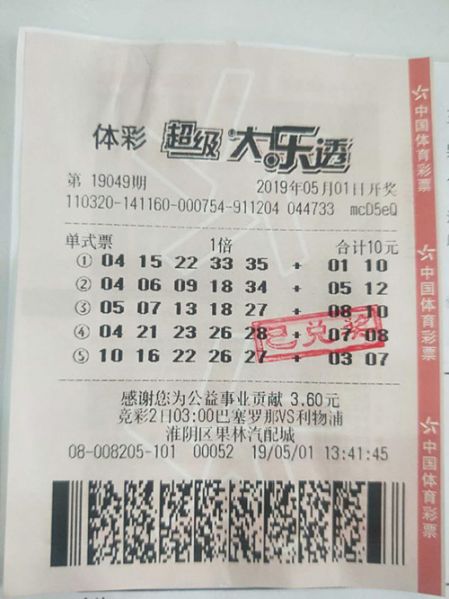 体彩 超级大乐透
第 19049期 2019年05月01日开奖
110320-141160-000754-911204 044733 mcD5eQ
单式票 1倍 合计10元
① 04 15 22 33 35 + 01 10
② 04 06 09 18 34 + 05 12
③ 05 07 13 18 27 + 08 10
④ 04 21 23 26 28 + 07 08
⑤ 10 16 22 26 27 + 03 07
已兑奖
感谢您为公益事业贡献 3.60元
竞彩2日03:00巴塞罗那VS利物浦
淮阴区果林汽配城
08-008205-101 00052 19/05/01 13:41:45
中国体育彩票
中国体育彩票
中国体育彩票